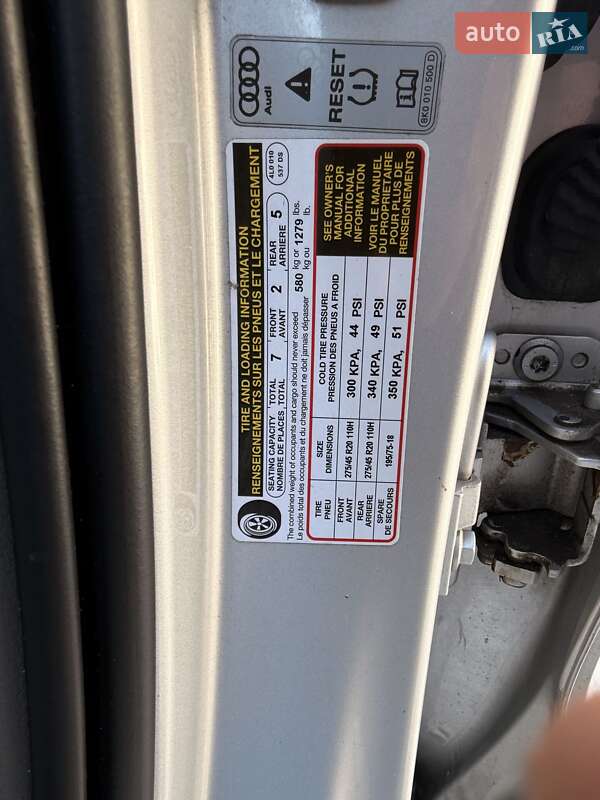 auto RIA.com
Audi
RESET
8K0 010 500 D
TIRE AND LOADING INFORMATION
RENSEIGNEMENTS SUR LES PNEUS ET LE CHARGEMENT
4L0 010
537 DS
SEATING CAPACITY TOTAL 7 FRONT 2 REAR 5
NOMBRE DE PLACES TOTAL AVANT ARRIERE
The combined weight of occupants and cargo should never exceed 580 kg or 1279 lbs.
Le poids total des occupants et du chargement ne doit jamais dépasser kg ou lb.
TIRE SIZE COLD TIRE PRESSURE
PNEU DIMENSIONS PRESSION DES PNEUS A FROID
SEE OWNER'S
MANUAL FOR
ADDITIONAL
INFORMATION
VOIR LE MANUEL
DU PROPRIETAIRE
POUR PLUS DE
RENSEIGNEMENTS
FRONT 275/45 R20 110H 300 KPA, 44 PSI
AVANT
REAR 275/45 R20 110H 340 KPA, 49 PSI
ARRIERE
SPARE 195/75-18 350 KPA, 51 PSI
DE SECOURS